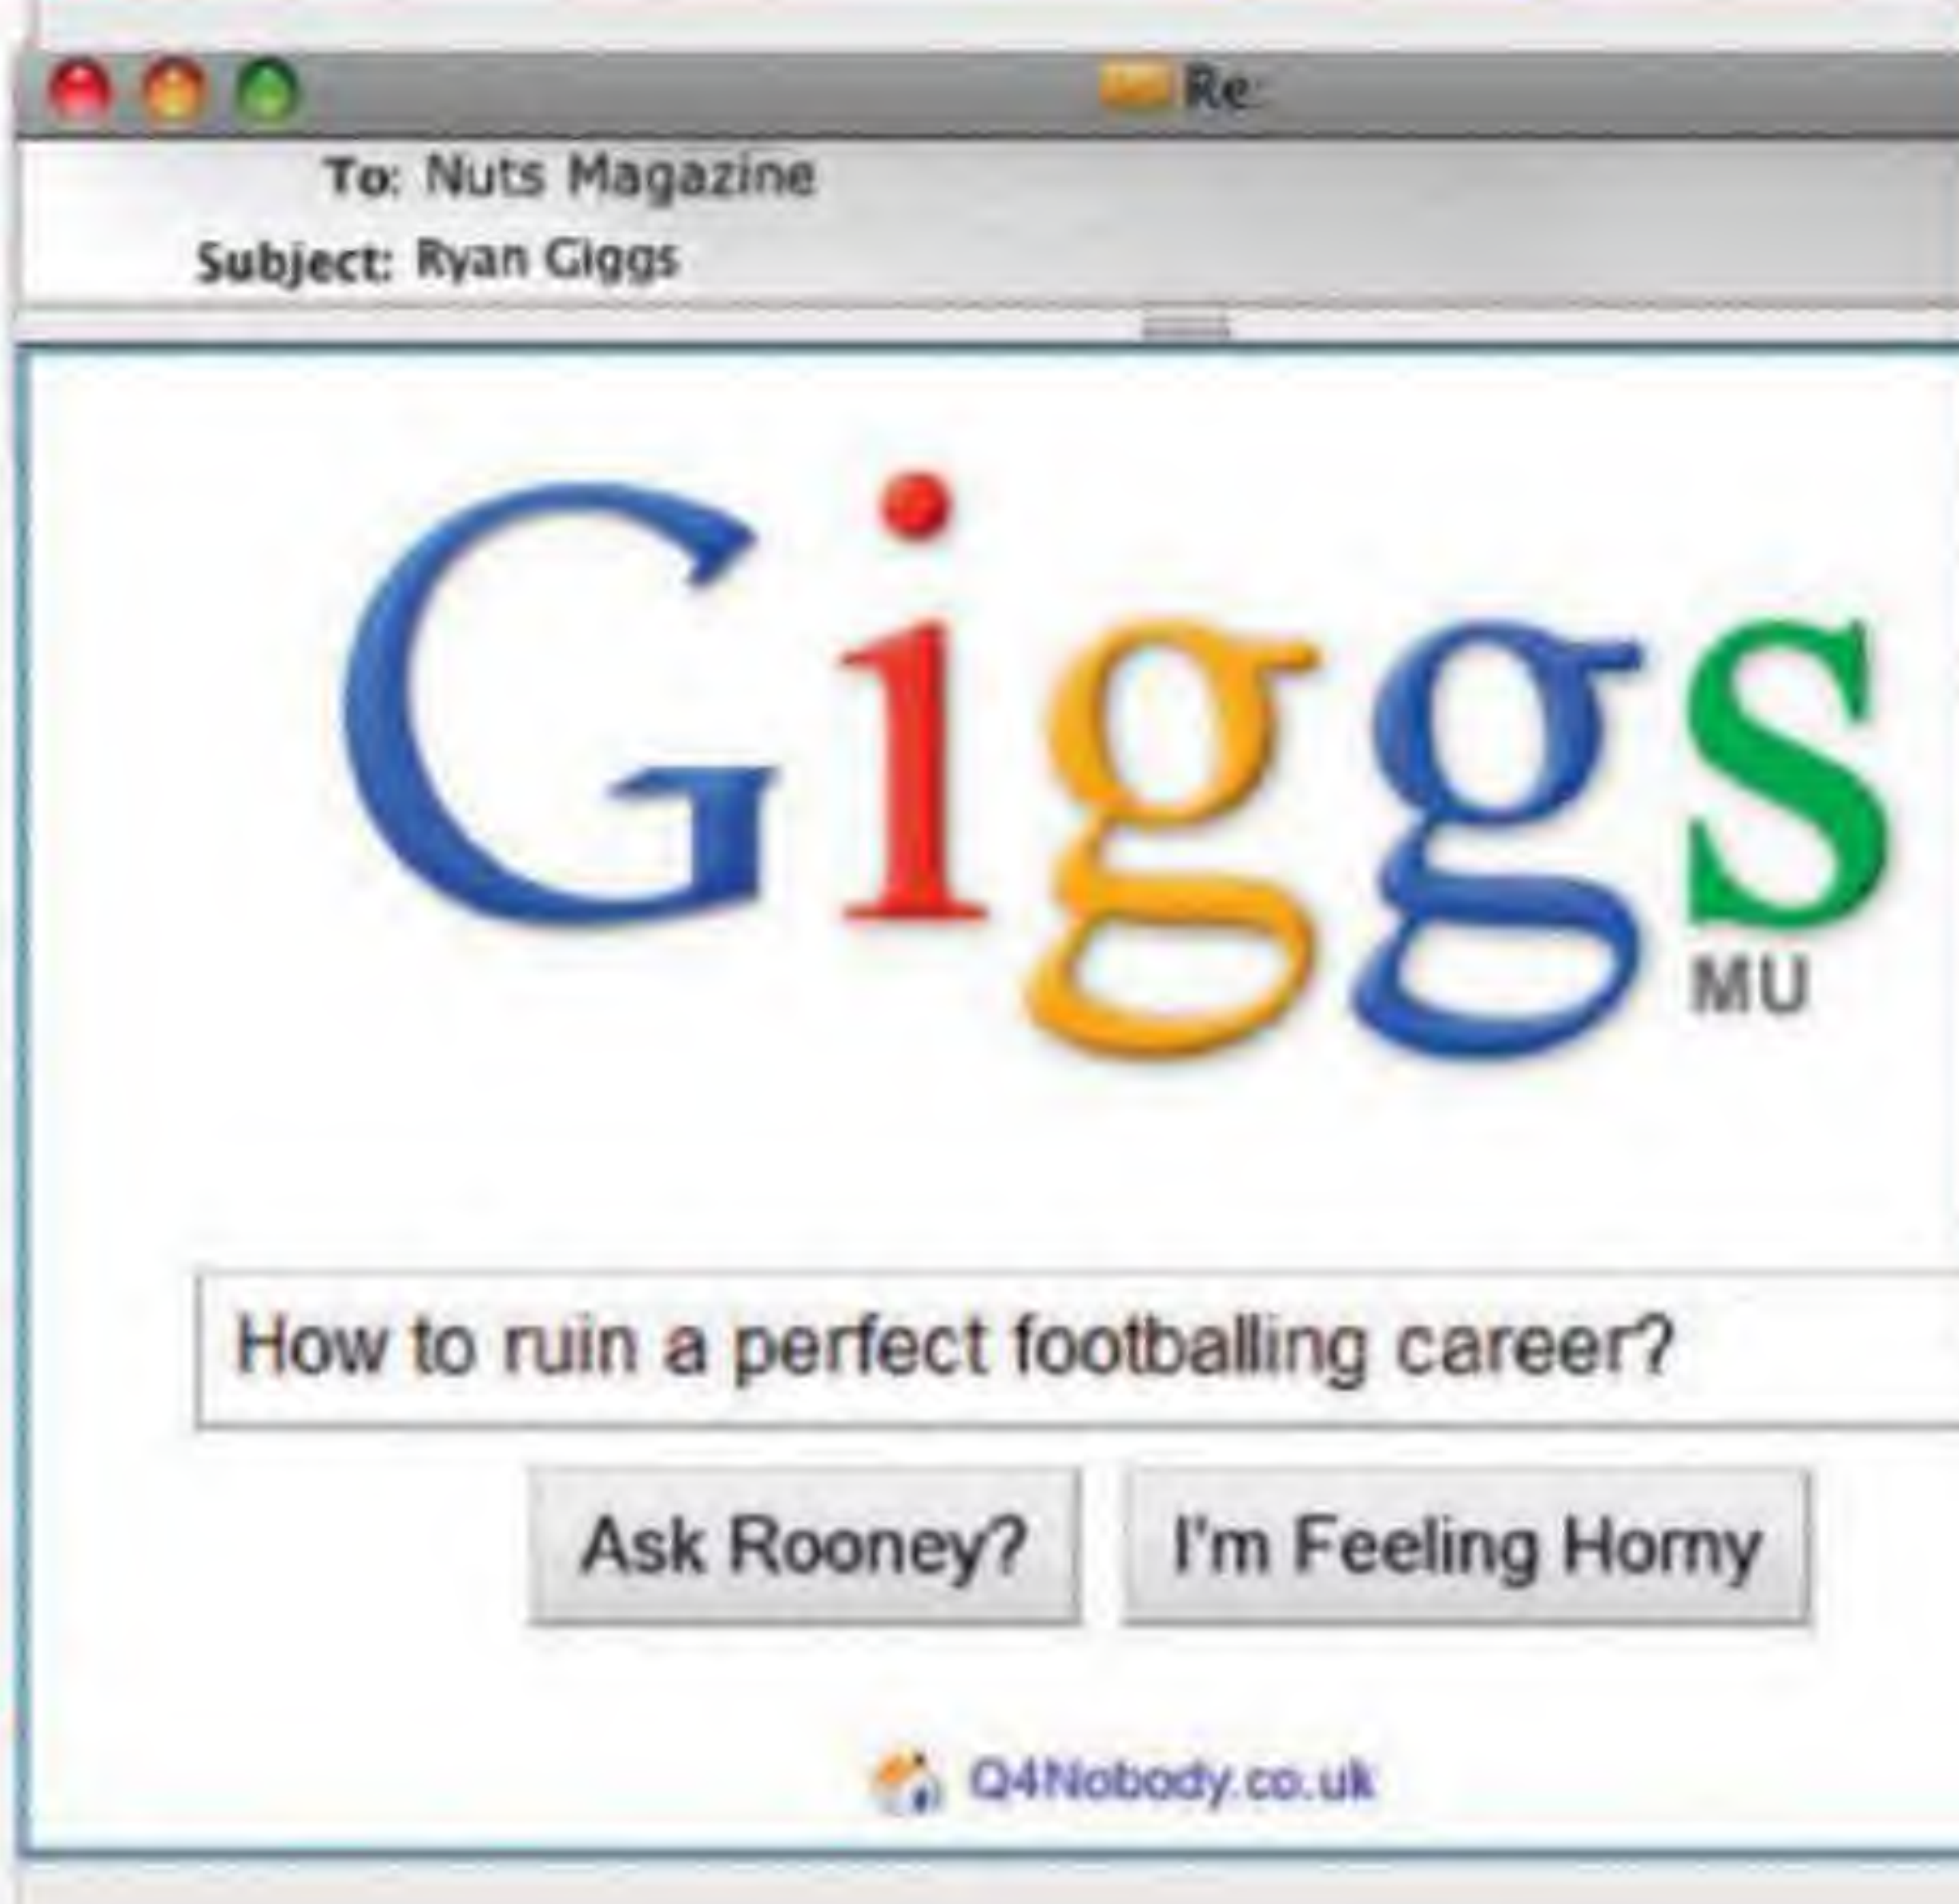 Re:
To: Nuts Magazine
Subject: Ryan Giggs
Giggs
MU
How to ruin a perfect footballing career?
Ask Rooney? I'm Feeling Horny
Q4Nobody.co.uk